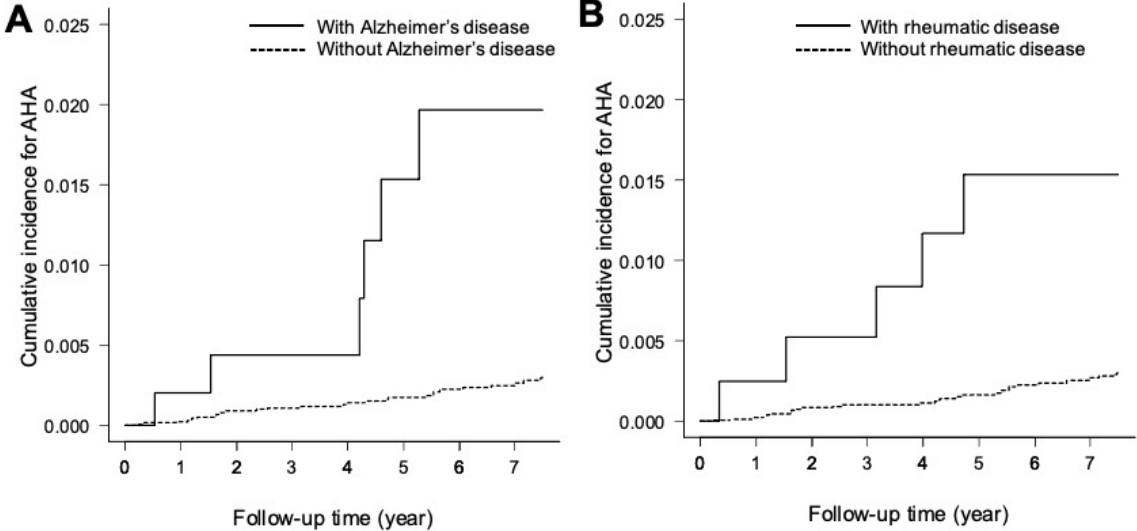 A
With Alzheimer's disease
Without Alzheimer's disease
Cumulative incidence for AHA
0.025
0.020
0.015
0.010
0.005
0.000
0 1 2 3 4 5 6 7
Follow-up time (year)
B
With rheumatic disease
Without rheumatic disease
Cumulative incidence for AHA
0.025
0.020
0.015
0.010
0.005
0.000
0 1 2 3 4 5 6 7
Follow-up time (year)